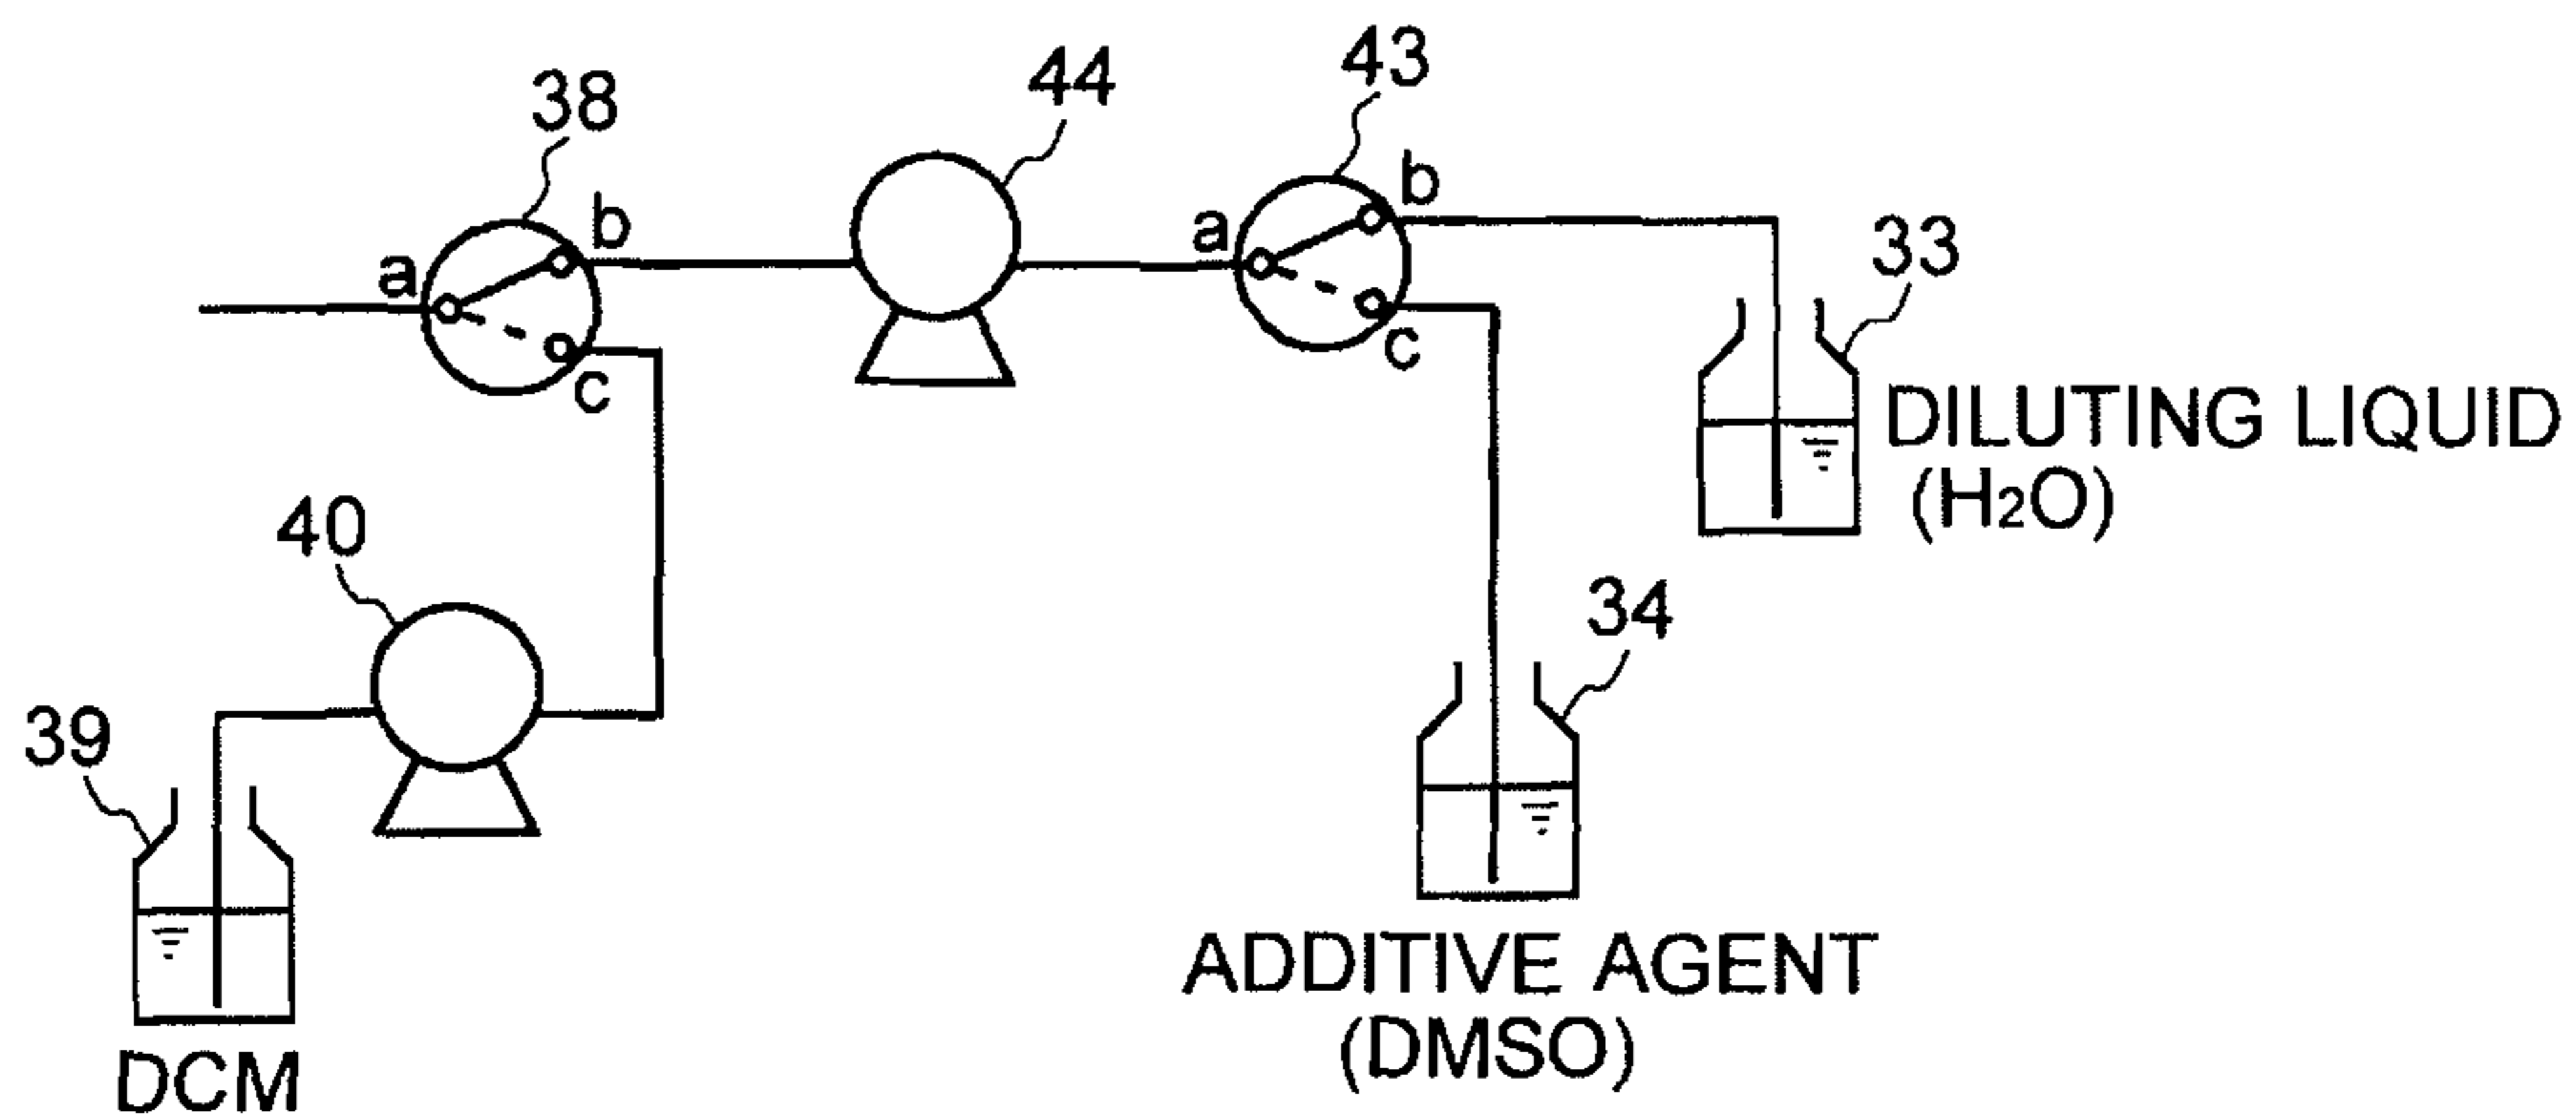 43
44
38
b
b
a
33
a
c
c
DILUTING LIQUID
(H₂O)
40
34
39
ADDITIVE AGENT
(DMSO)
DCM